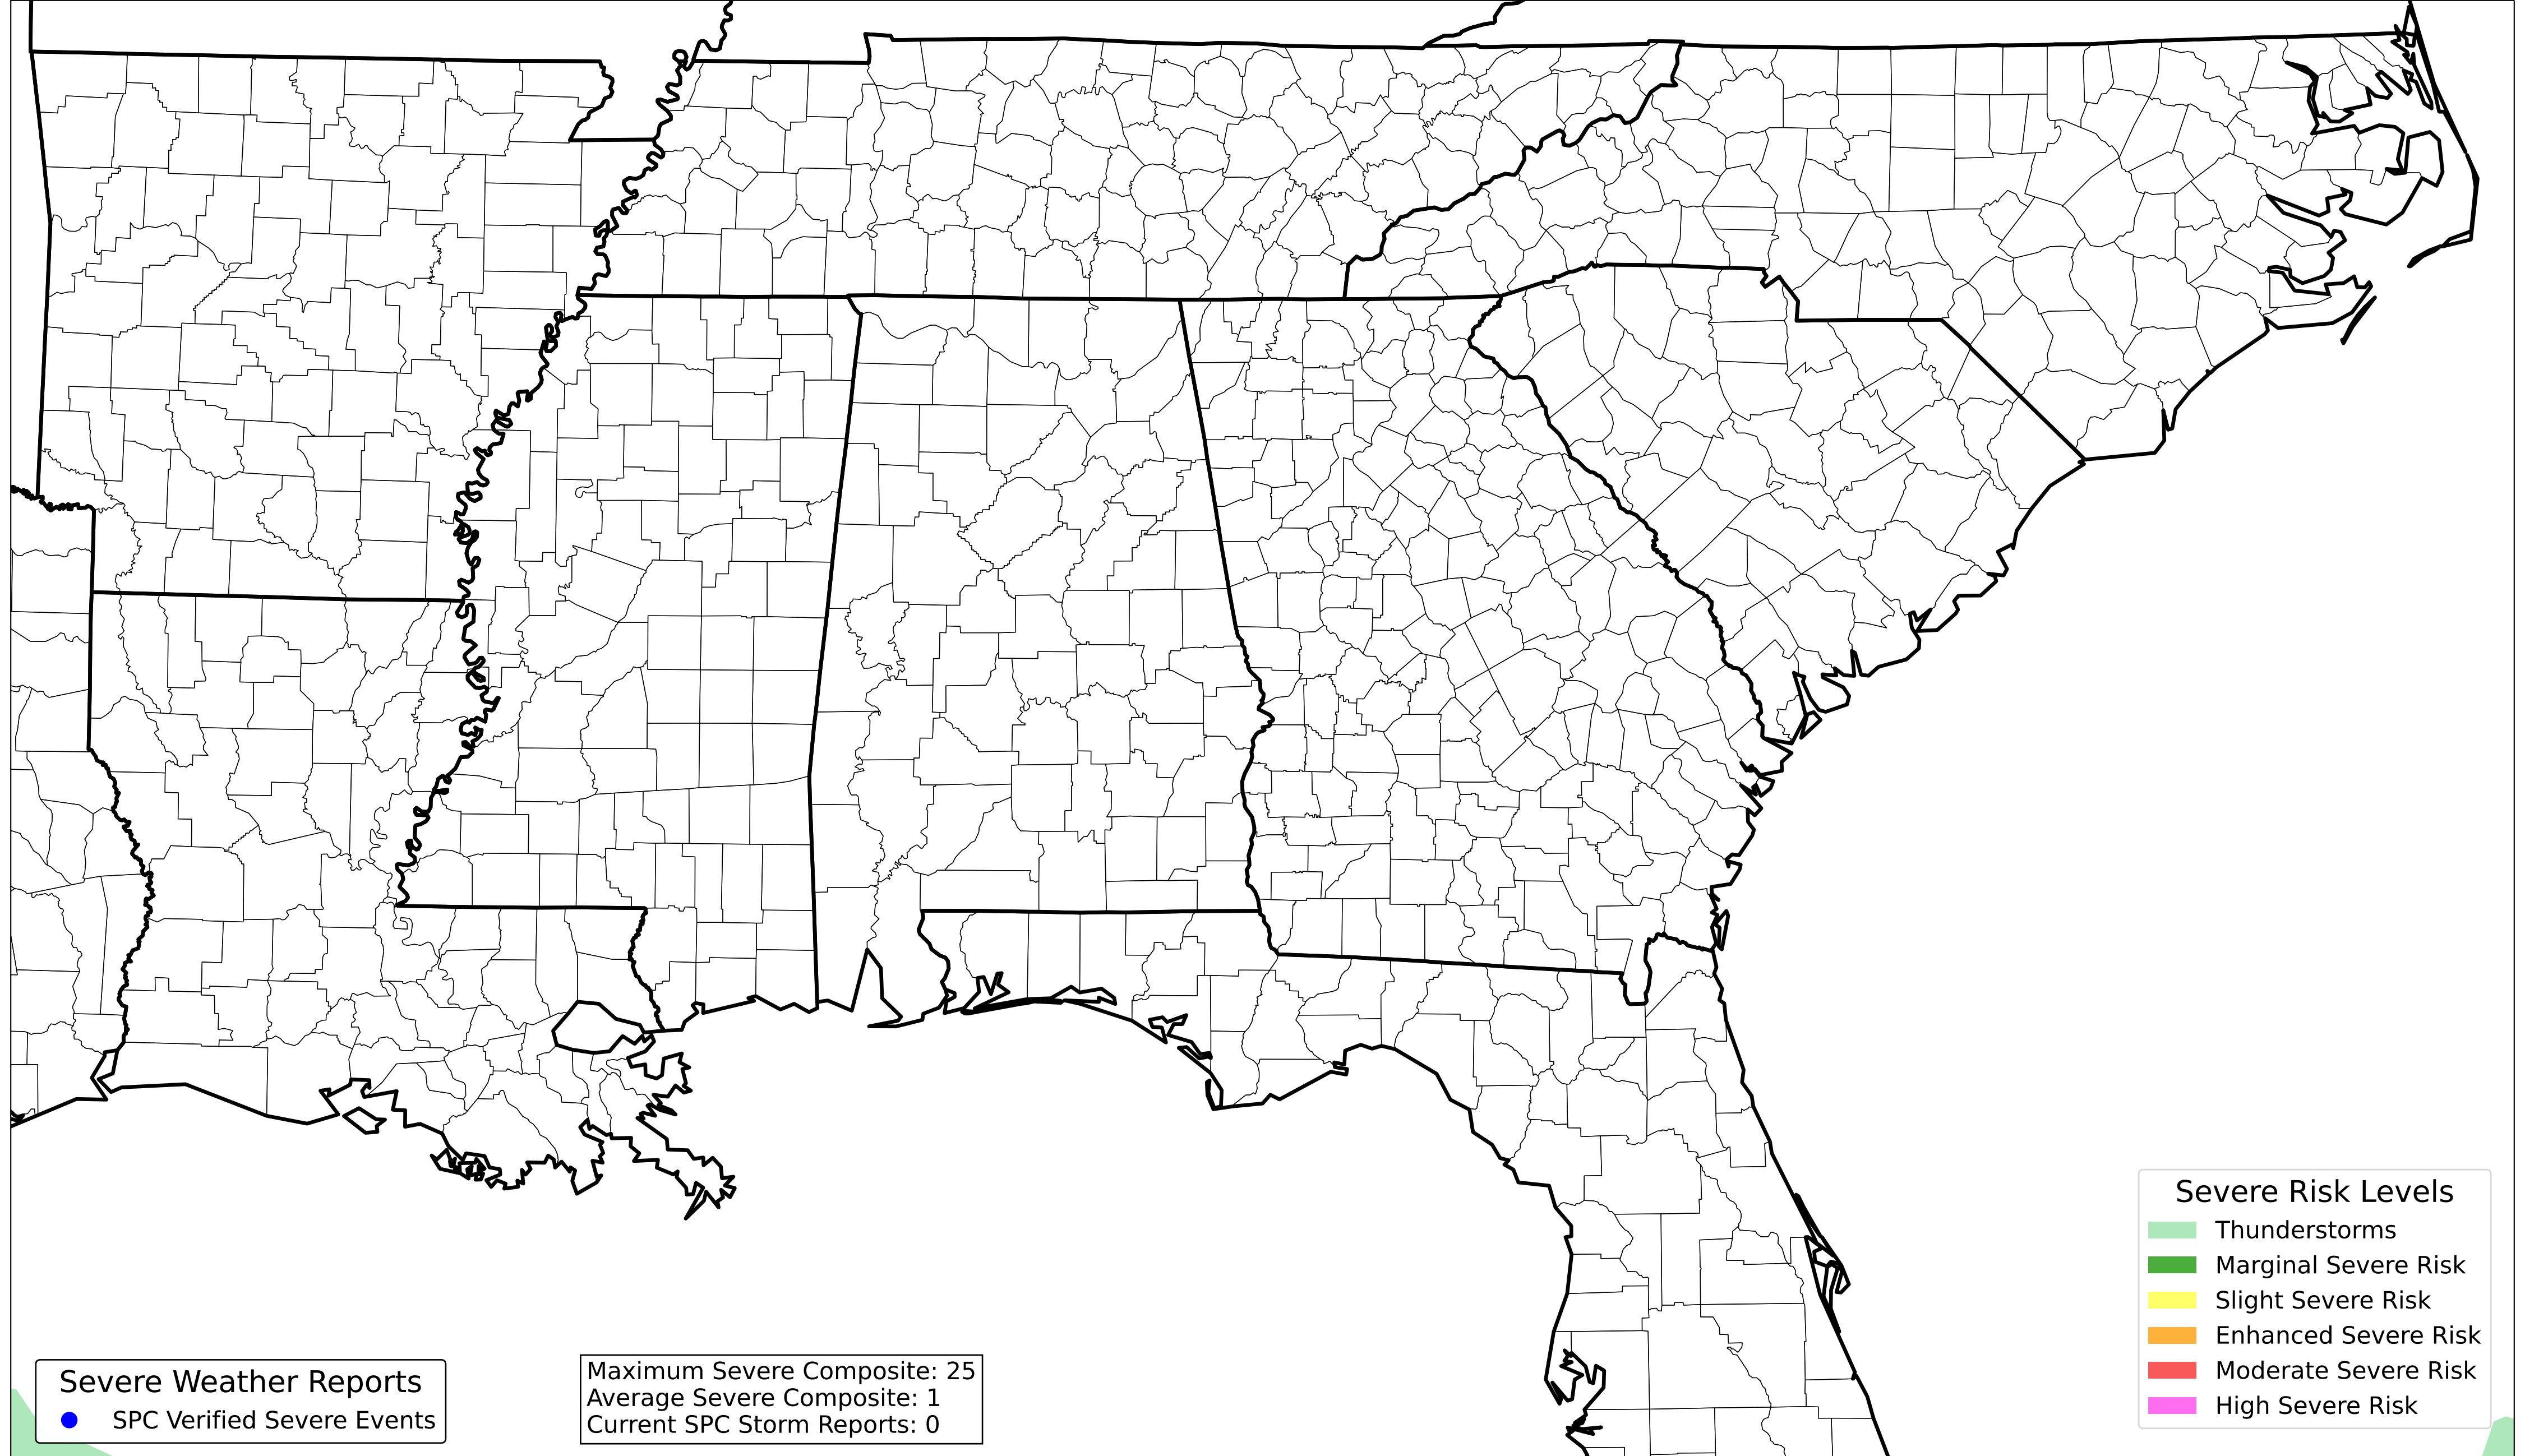 Severe Weather Reports
SPC Verified Severe Events
Maximum Severe Composite: 25
Average Severe Composite: 1
Current SPC Storm Reports: 0
Severe Risk Levels
Thunderstorms
Marginal Severe Risk
Slight Severe Risk
Enhanced Severe Risk
Moderate Severe Risk
High Severe Risk